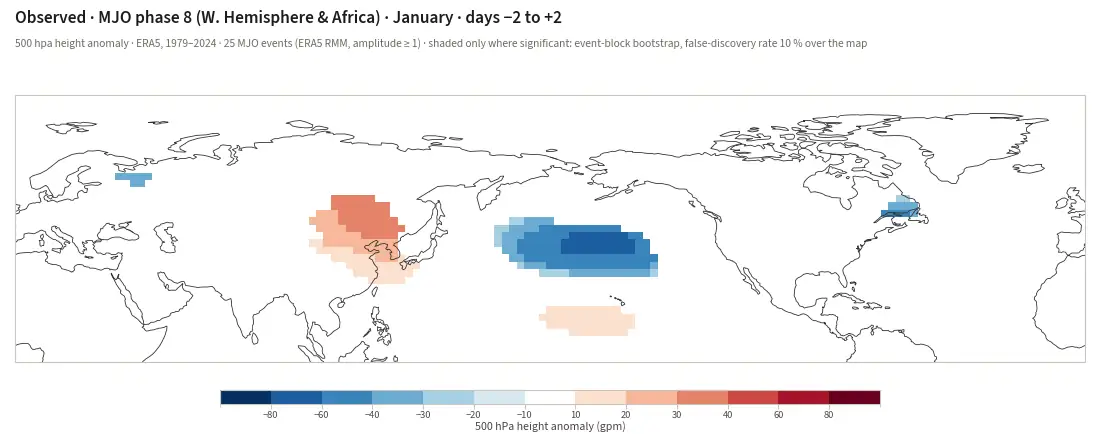 Observed · MJO phase 8 (W. Hemisphere & Africa) · January · days −2 to +2
500 hpa height anomaly · ERA5, 1979–2024 · 25 MJO events (ERA5 RMM, amplitude ≥ 1) · shaded only where significant: event-block bootstrap, false-discovery rate 10 % over the map
−80 −60 −40 −30 −20 −10 10 20 30 40 60 80
500 hPa height anomaly (gpm)